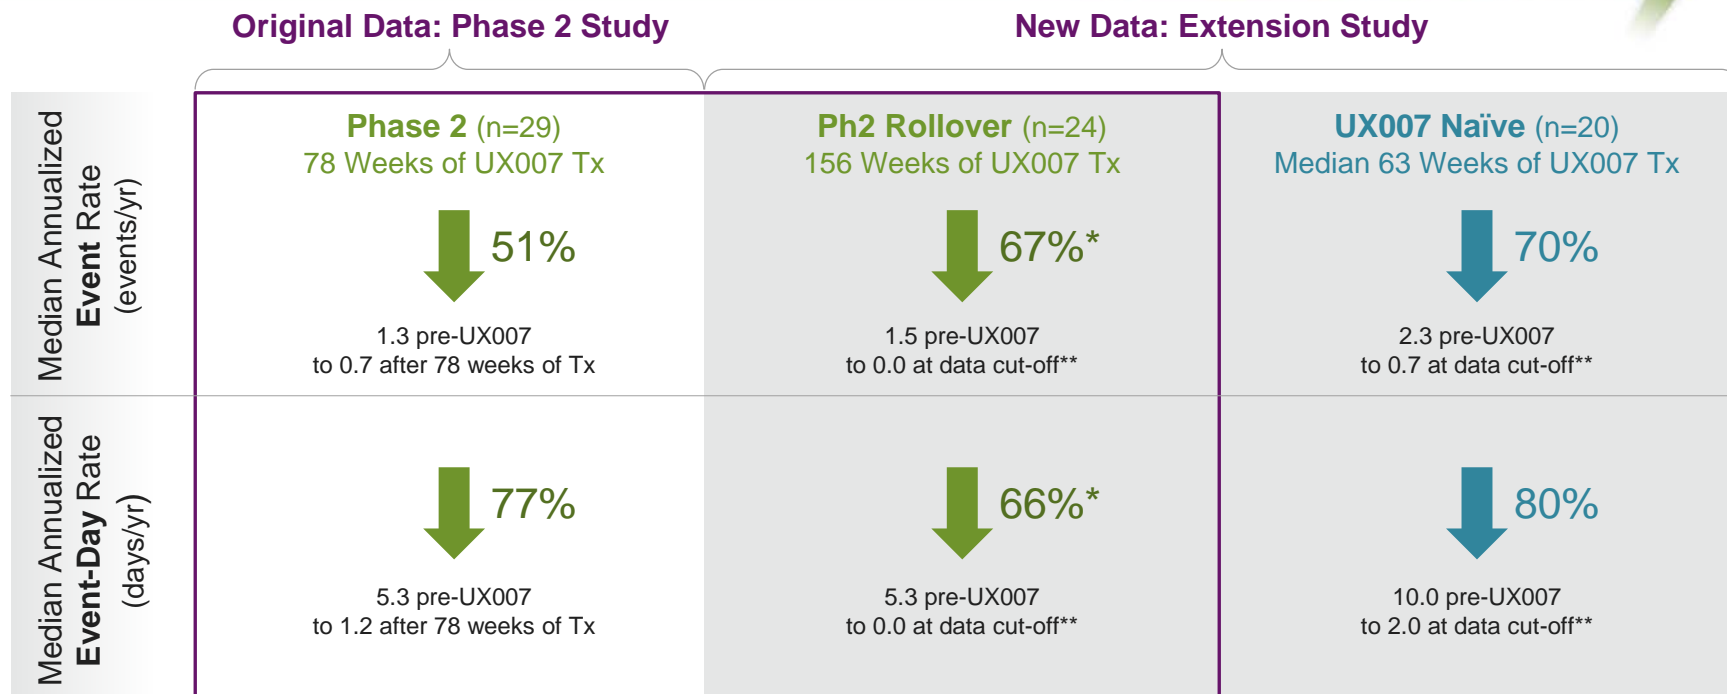 Original Data: Phase 2 Study
New Data: Extension Study
Median Annualized
Event Rate
(events/yr)
Phase 2 (n=29)
78 Weeks of UX007 Tx
51%
1.3 pre-UX007
to 0.7 after 78 weeks of Tx
Ph2 Rollover (n=24)
156 Weeks of UX007 Tx
67%*
1.5 pre-UX007
to 0.0 at data cut-off**
UX007 Naïve (n=20)
Median 63 Weeks of UX007 Tx
70%
2.3 pre-UX007
to 0.7 at data cut-off**
Median Annualized
Event-Day Rate
(days/yr)
77%
5.3 pre-UX007
to 1.2 after 78 weeks of Tx
66%*
5.3 pre-UX007
to 0.0 at data cut-off**
80%
10.0 pre-UX007
to 2.0 at data cut-off**